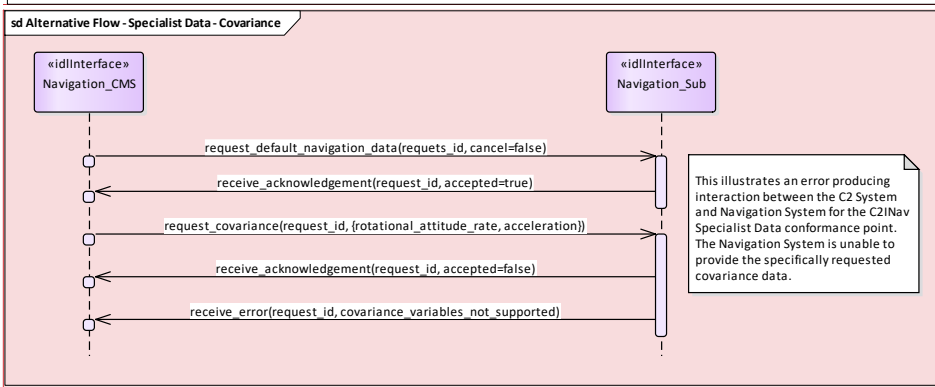 sd Alternative Flow - Specialist Data - Covariance
«idlInterface»
Navigation_CMS
«idlInterface»
Navigation_Sub
request_default_navigation_data(requets_id, cancel=false)
receive_acknowledgement(request_id, accepted=true)
request_covariance(request_id, {rotational_attitude_rate, acceleration})
receive_acknowledgement(request_id, accepted=false)
receive_error(request_id, covariance_variables_not_supported)
This illustrates an error producing
interaction between the C2 System
and Navigation System for the C2INav
Specialist Data conformance point.
The Navigation System is unable to
provide the specifically requested
covariance data.